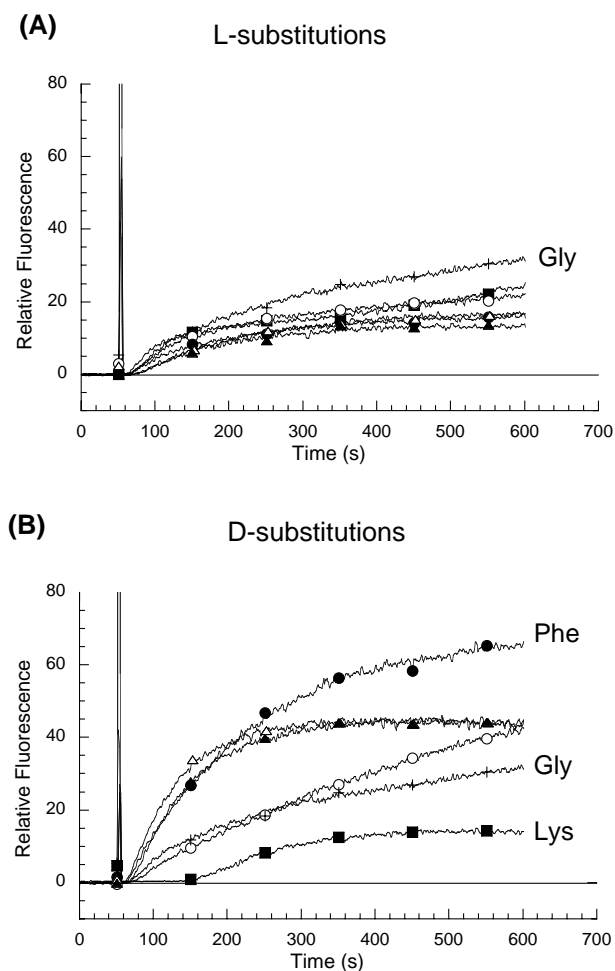 (A)
L-substitutions
80
60
40
20
0
Relative Fluorescence
Gly
0 100 200 300 400 500 600 700
Time (s)
(B)
D-substitutions
80
60
40
20
0
Relative Fluorescence
Phe
Gly
Lys
0 100 200 300 400 500 600 700
Time (s)